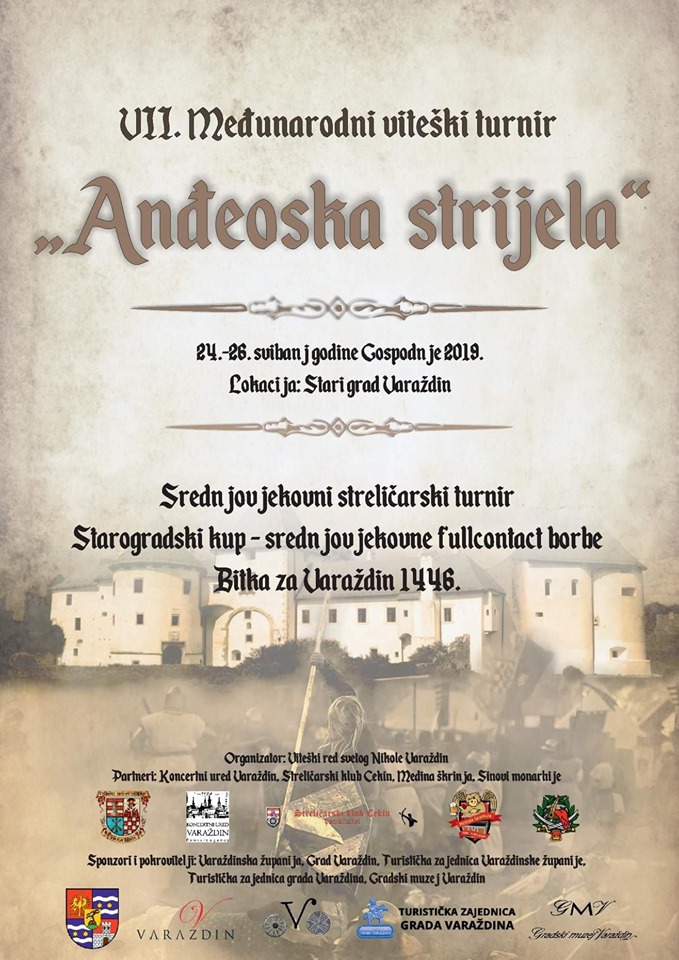 VII. Međunarodni viteški turnir
„Anđeoska strijela“
24.-26. svibanj godine Gospodnje 2019.
Lokacija: Stari grad Varaždin
Srednjovjekovni streličarski turnir
Starogradski kup - srednjovjekovne fullcontact borbe
Bitka za Varaždin 1446.
Organizator: Viteški red svetog Nikole Varaždin
Partneri: Koncertni ured Varaždin, Streličarski klub Cekin, Medina škrinja, Sinovi monarhije
KONCERTNI URED
VARAŽDIN
Streličarski klub Cekin
Sponzori i pokrovitelji: Varaždinska županija, Grad Varaždin, Turistička zajednica Varaždinske županije,
Turistička zajednica grada Varaždina, Gradski muzej Varaždin
VARAŽDIN
TURISTIČKA ZAJEDNICA
GRADA VARAŽDINA
GMV
Gradski muzej Varaždin